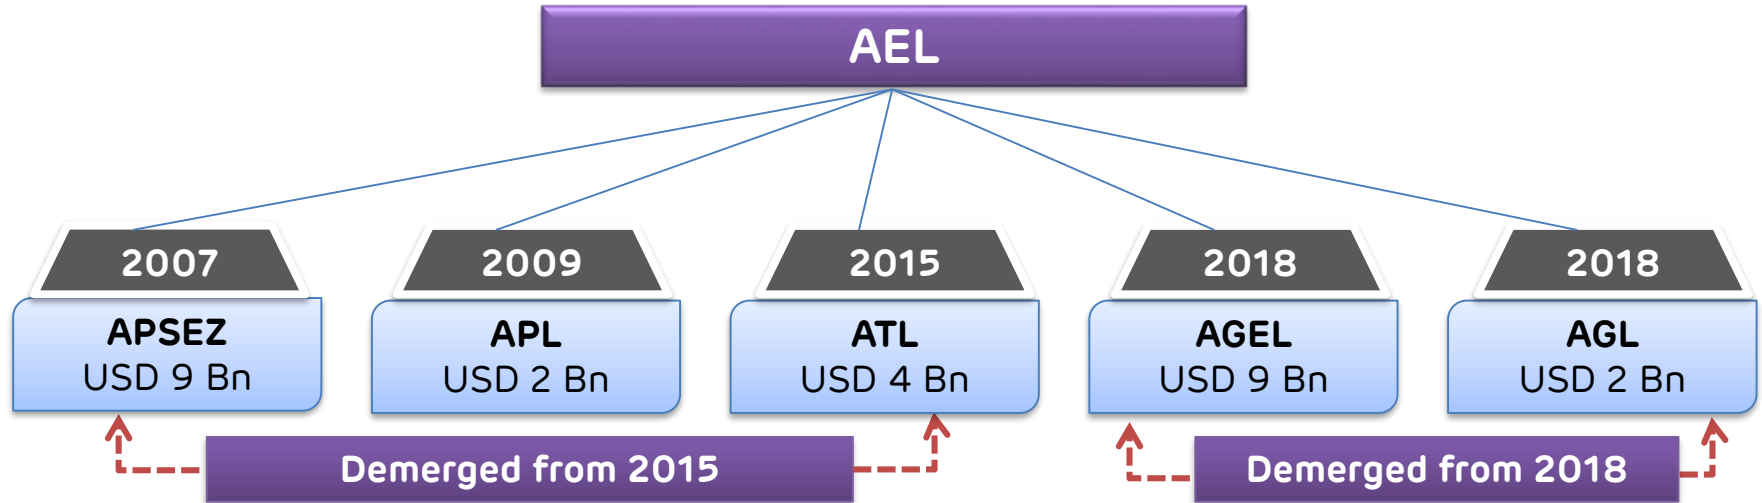 AEL
2007
2009
2015
2018
2018
APSEZ
USD 9 Bn
APL
USD 2 Bn
ATL
USD 4 Bn
AGEL
USD 9 Bn
AGL
USD 2 Bn
Demerged from 2015
Demerged from 2018